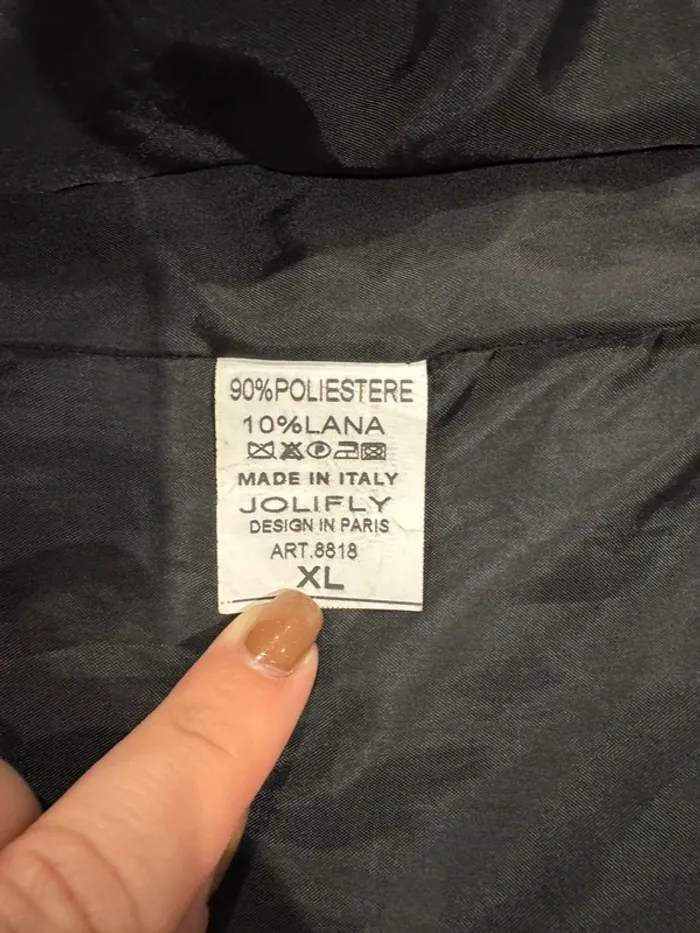 90%POLIESTERE
10%LANA
MADE IN ITALY
JOLIFLY
DESIGN IN PARIS
ART.8818
XL